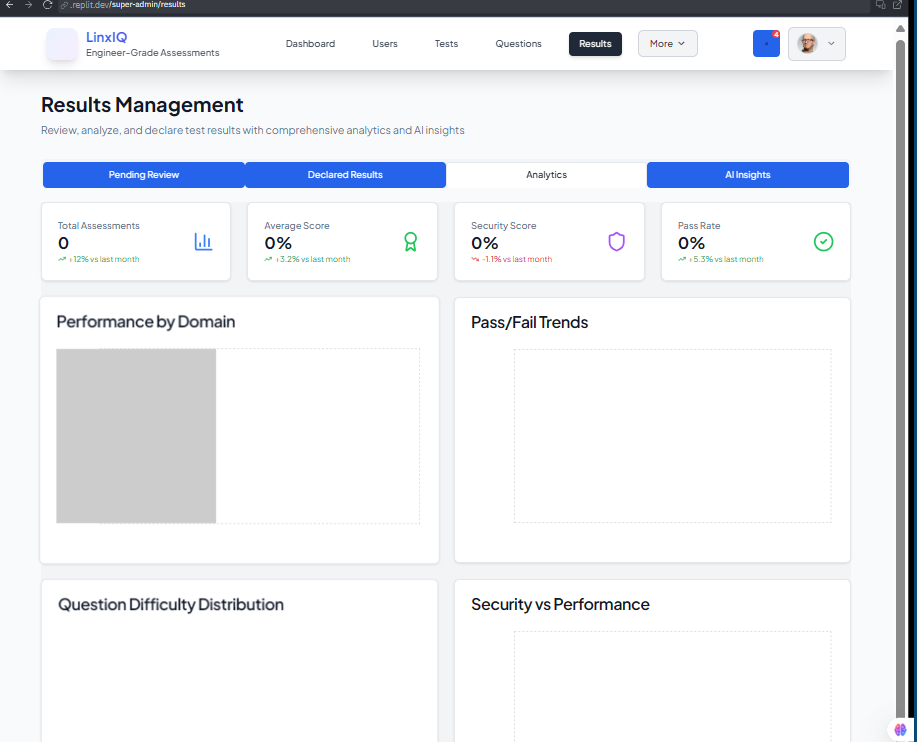 .replit.dev/super-admin/results
LinxIQ
Engineer-Grade Assessments
Dashboard
Users
Tests
Questions
Results
More
4
Results Management
Review, analyze, and declare test results with comprehensive analytics and AI insights
Pending Review
Declared Results
Analytics
AI Insights
Total Assessments
0
+12% vs last month
Average Score
0%
+3.2% vs last month
Security Score
0%
-1.1% vs last month
Pass Rate
0%
+5.3% vs last month
Performance by Domain
Pass/Fail Trends
Question Difficulty Distribution
Security vs Performance